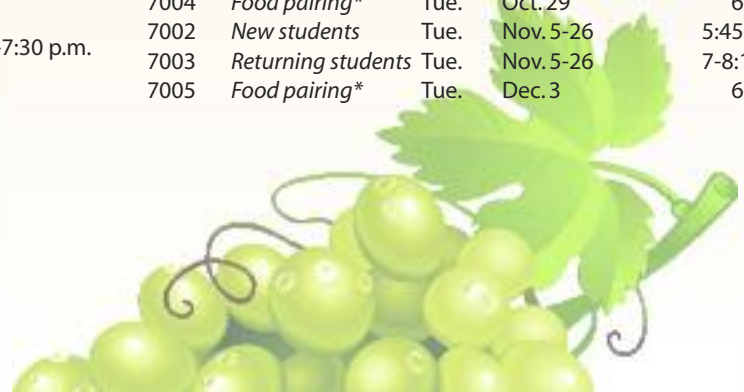 7004 Food pairing* Tue. Oct. 29 6
7002 New students Tue. Nov. 5-26 5:45
-7:30 p.m.
7003 Returning students Tue. Nov. 5-26 7-8:1
7005 Food pairing* Tue. Dec. 3 6